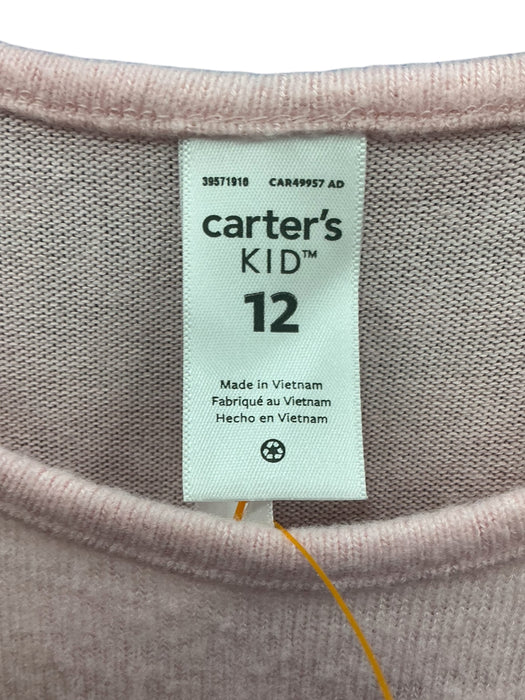 39571910 CAR49957 AD
carter's
KID™
12
Made in Vietnam
Fabriqué au Vietnam
Hecho en Vietnam